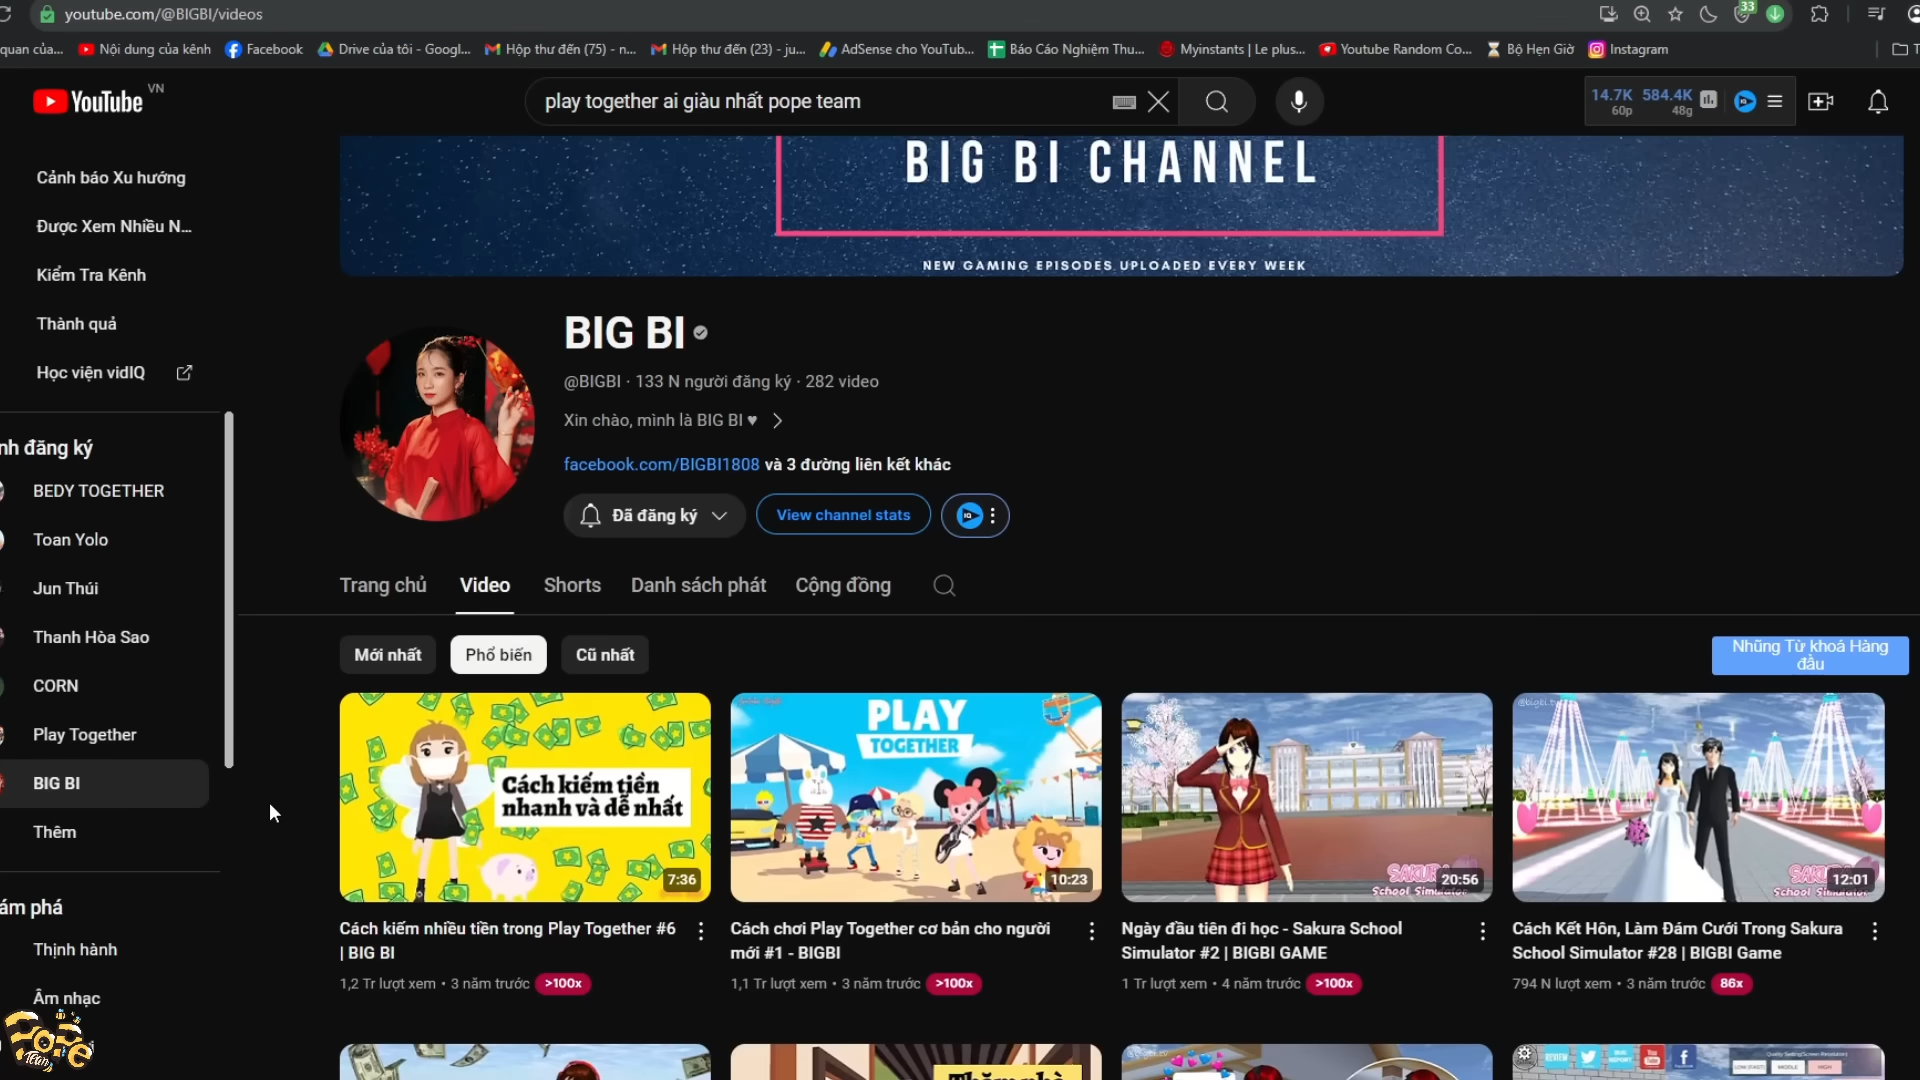 youtube.com/@BIGBI/videos
33
quan của...
Nội dung của kênh
Facebook
Drive của tôi - Googl...
Hộp thư đến (75) - n...
Hộp thư đến (23) - ju...
AdSense cho YouTub...
Báo Cáo Nghiệm Thu...
Myinstants | Le plus...
Youtube Random Co...
Bộ Hẹn Giờ
Instagram
YouTube VN
play together ai giàu nhất pope team
14.7K 584.4K
60p 48g
Cảnh báo Xu hướng
Được Xem Nhiều N...
Kiểm Tra Kênh
Thành quả
Học viện vidIQ
nh đăng ký
BEDY TOGETHER
Toan Yolo
Jun Thúi
Thanh Hòa Sao
CORN
Play Together
BIG BI
Thêm
ám phá
Thịnh hành
Âm nhạc
PoPe
Team
BIG BI CHANNEL
NEW GAMING EPISODES UPLOADED EVERY WEEK
BIG BI
@BIGBI · 133 N người đăng ký · 282 video
Xin chào, mình là BIG BI ♥
facebook.com/BIGBI1808 và 3 đường liên kết khác
Đã đăng ký
View channel stats
Trang chủ
Video
Shorts
Danh sách phát
Cộng đồng
Mới nhất
Phổ biến
Cũ nhất
Những Từ khoá Hàng
đầu
Cách kiếm tiền
nhanh và dễ nhất
7:36
Cách kiếm nhiều tiền trong Play Together #6
| BIG BI
1,2 Tr lượt xem • 3 năm trước >100x
PLAY
TOGETHER
10:23
Cách chơi Play Together cơ bản cho người
mới #1 - BIGBI
1,1 Tr lượt xem • 3 năm trước >100x
SAKURA
School Simulator
20:56
Ngày đầu tiên đi học - Sakura School
Simulator #2 | BIGBI GAME
1 Tr lượt xem • 4 năm trước >100x
SAKURA
School Simulator
12:01
Cách Kết Hôn, Làm Đám Cưới Trong Sakura
School Simulator #28 | BIGBI Game
794 N lượt xem • 3 năm trước 86x
Thăm nhà
REVIEW